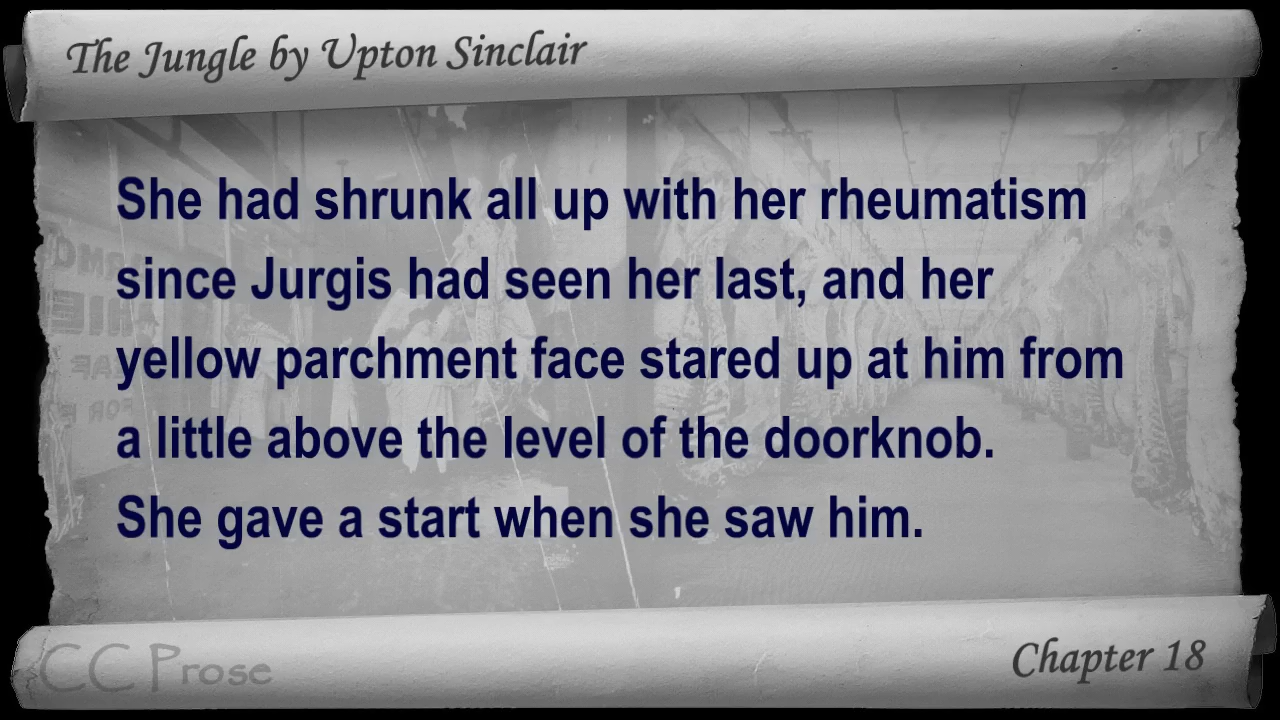 The Jungle by Upton Sinclair
She had shrunk all up with her rheumatism
since Jurgis had seen her last, and her
yellow parchment face stared up at him from
a little above the level of the doorknob.
She gave a start when she saw him.
CC Prose
Chapter 18